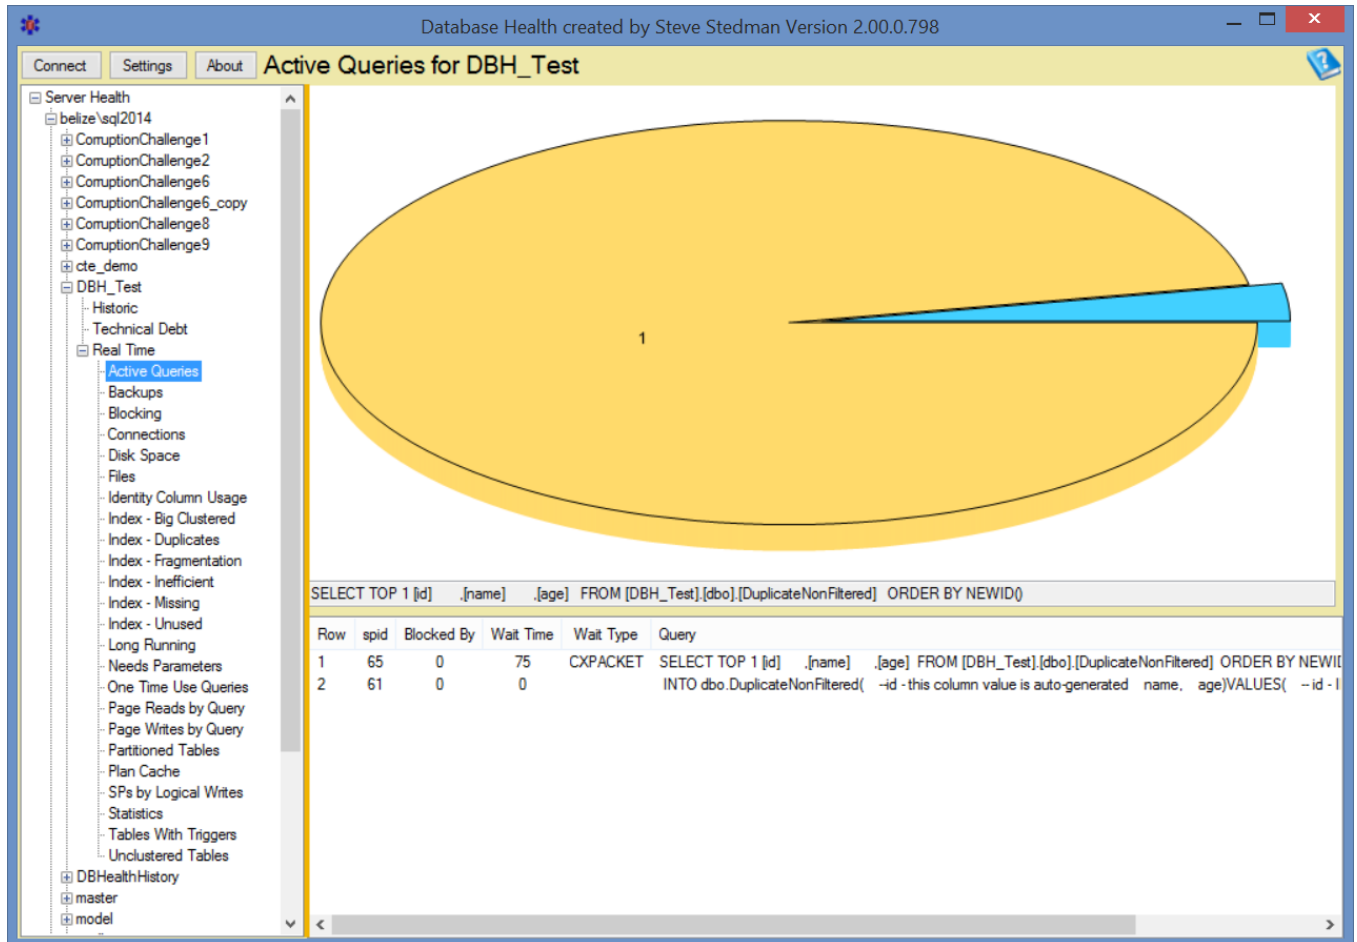 Database Health created by Steve Stedman Version 2.00.0.798
Connect Settings About Active Queries for DBH_Test
Server Health
belize\sql2014
CorruptionChallenge1
CorruptionChallenge2
CorruptionChallenge6
CorruptionChallenge6_copy
CorruptionChallenge8
CorruptionChallenge9
cte_demo
DBH_Test
Historic
Technical Debt
Real Time
Active Queries
Backups
Blocking
Connections
Disk Space
Files
Identity Column Usage
Index - Big Clustered
Index - Duplicates
Index - Fragmentation
Index - Inefficient
Index - Missing
Index - Unused
Long Running
Needs Parameters
One Time Use Queries
Page Reads by Query
Page Writes by Query
Partitioned Tables
Plan Cache
SPs by Logical Writes
Statistics
Tables With Triggers
Unclustered Tables
DBHealthHistory
master
model
1
SELECT TOP 1 [id] ,[name] ,[age] FROM [DBH_Test].[dbo].[DuplicateNonFiltered] ORDER BY NEWID()
Row spid Blocked By Wait Time Wait Type Query
1 65 0 75 CXPACKET SELECT TOP 1 [id] ,[name] ,[age] FROM [DBH_Test].[dbo].[DuplicateNonFiltered] ORDER BY NEWI
2 61 0 0 INTO dbo.DuplicateNonFiltered( --id - this column value is auto-generated name, age)VALUES( -- id - I